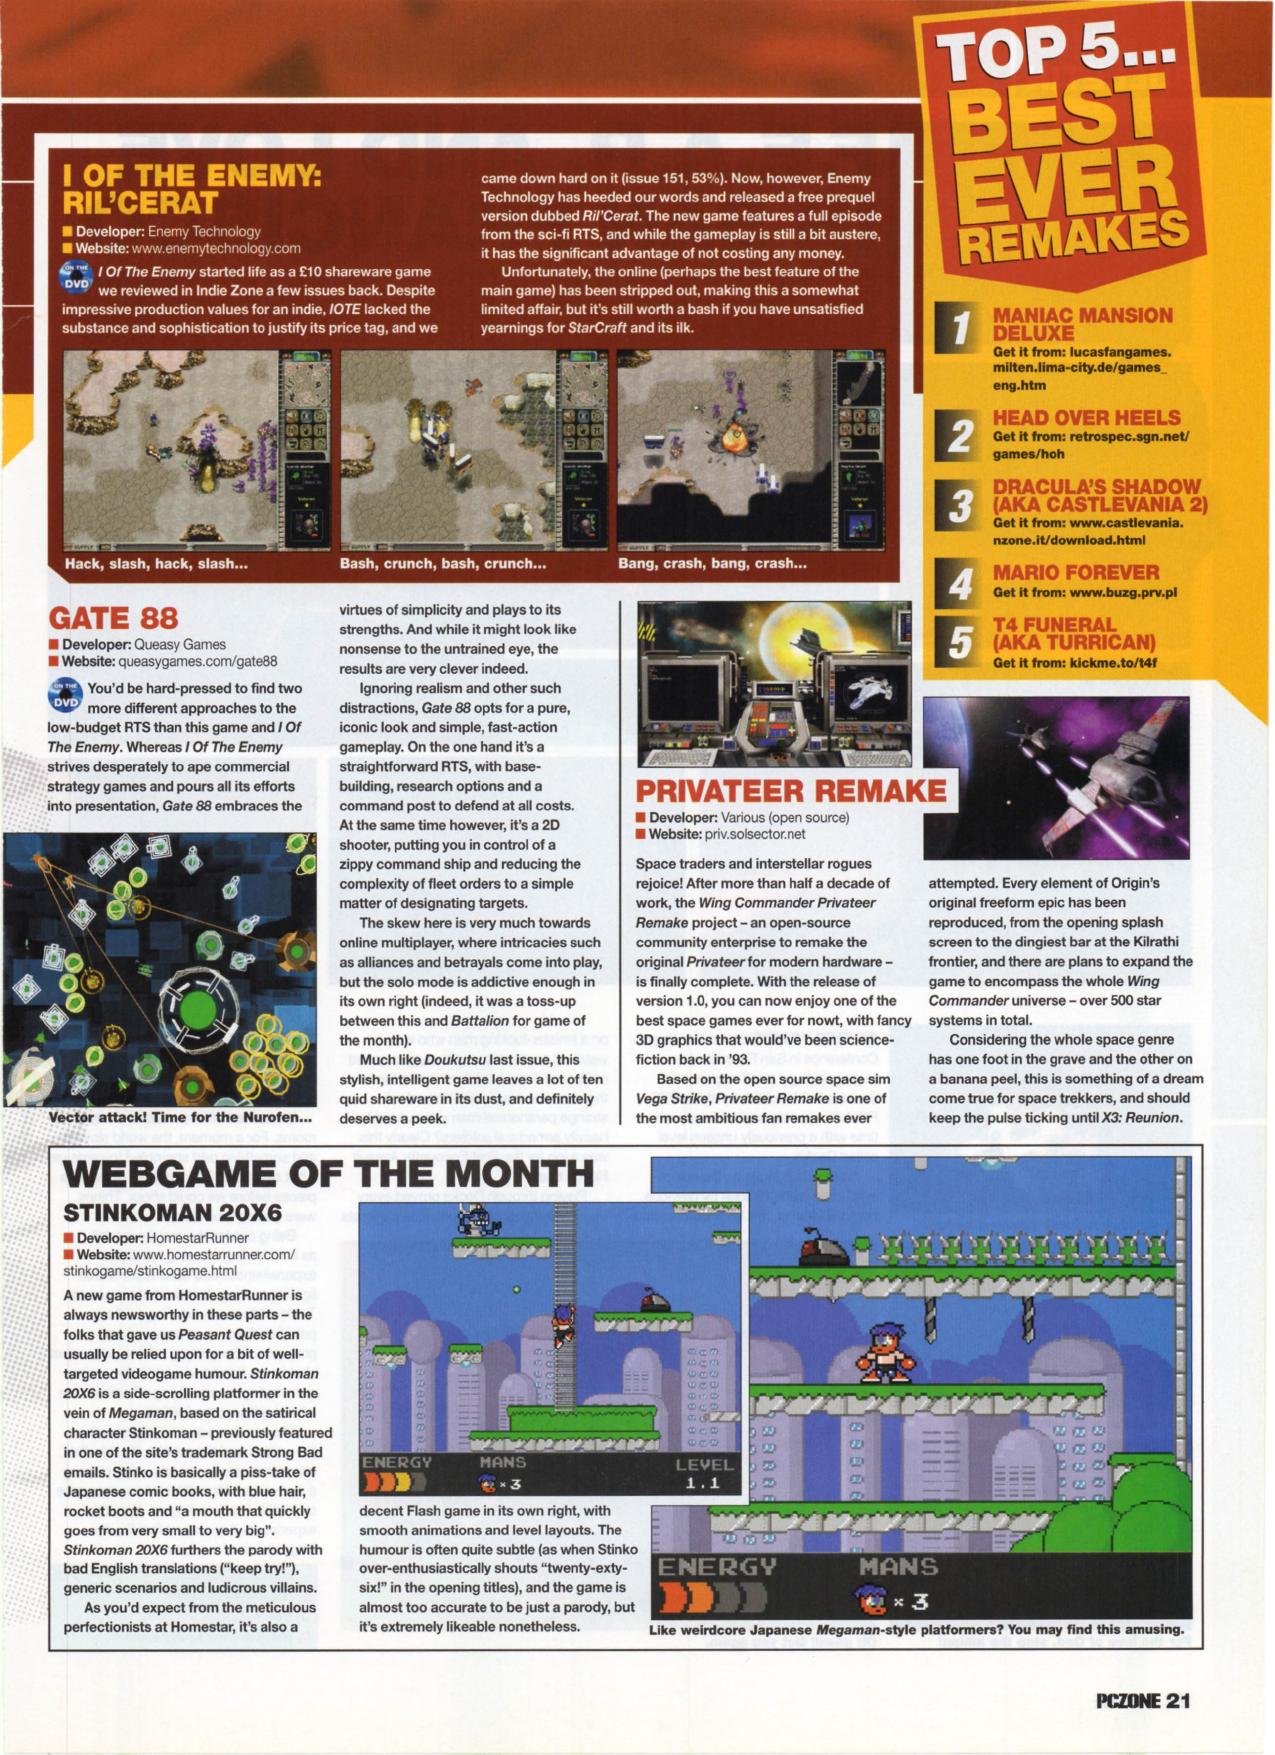 TOP 5...
BEST
EVER
REMAKES
I OF THE ENEMY:
RIL'CERAT
Developer: Enemy Technology
Website: www.enemytechnology.com
ON THE
DVD
I Of The Enemy started life as a £10 shareware game
we reviewed in Indie Zone a few issues back. Despite
impressive production values for an indie, IOTE lacked the
substance and sophistication to justify its price tag, and we
came down hard on it (issue 151, 53%). Now, however, Enemy
Technology has heeded our words and released a free prequel
version dubbed Ril'Cerat. The new game features a full episode
from the sci-fi RTS, and while the gameplay is still a bit austere,
it has the significant advantage of not costing any money.
Unfortunately, the online (perhaps the best feature of the
main game) has been stripped out, making this a somewhat
limited affair, but it's still worth a bash if you have unsatisfied
yearnings for StarCraft and its ilk.
Hack, slash, hack, slash...
Bash, crunch, bash, crunch...
Bang, crash, bang, crash...
1
MANIAC MANSION
DELUXE
Get it from: lucasfangames.
milten.lima-city.de/games_
eng.htm
2
HEAD OVER HEELS
Get it from: retrospec.sgn.net/
games/hoh
3
DRACULA'S SHADOW
(AKA CASTLEVANIA 2)
Get it from: www.castlevania.
nzone.it/download.html
4
MARIO FOREVER
Get it from: www.buzg.prv.pl
5
T4 FUNERAL
(AKA TURRICAN)
Get it from: kickme.to/t4f
GATE 88
Developer: Queasy Games
Website: queasygames.com/gate88
ON THE
DVD
You'd be hard-pressed to find two
more different approaches to the
low-budget RTS than this game and I Of
The Enemy. Whereas I Of The Enemy
strives desperately to ape commercial
strategy games and pours all its efforts
into presentation, Gate 88 embraces the
Vector attack! Time for the Nurofen...
virtues of simplicity and plays to its
strengths. And while it might look like
nonsense to the untrained eye, the
results are very clever indeed.
Ignoring realism and other such
distractions, Gate 88 opts for a pure,
iconic look and simple, fast-action
gameplay. On the one hand it's a
straightforward RTS, with base-
building, research options and a
command post to defend at all costs.
At the same time however, it's a 2D
shooter, putting you in control of a
zippy command ship and reducing the
complexity of fleet orders to a simple
matter of designating targets.
The skew here is very much towards
online multiplayer, where intricacies such
as alliances and betrayals come into play,
but the solo mode is addictive enough in
its own right (indeed, it was a toss-up
between this and Battalion for game of
the month).
Much like Doukutsu last issue, this
stylish, intelligent game leaves a lot of ten
quid shareware in its dust, and definitely
deserves a peek.
PRIVATEER REMAKE
Developer: Various (open source)
Website: priv.solsector.net
Space traders and interstellar rogues
rejoice! After more than half a decade of
work, the Wing Commander Privateer
Remake project – an open-source
community enterprise to remake the
original Privateer for modern hardware –
is finally complete. With the release of
version 1.0, you can now enjoy one of the
best space games ever for nowt, with fancy
3D graphics that would've been science-
fiction back in '93.
Based on the open source space sim
Vega Strike, Privateer Remake is one of
the most ambitious fan remakes ever
attempted. Every element of Origin's
original freeform epic has been
reproduced, from the opening splash
screen to the dingiest bar at the Kilrathi
frontier, and there are plans to expand the
game to encompass the whole Wing
Commander universe – over 500 star
systems in total.
Considering the whole space genre
has one foot in the grave and the other on
a banana peel, this is something of a dream
come true for space trekkers, and should
keep the pulse ticking until X3: Reunion.
WEBGAME OF THE MONTH
STINKOMAN 20X6
Developer: HomestarRunner
Website: www.homestarrunner.com/
stinkogame/stinkogame.html
A new game from HomestarRunner is
always newsworthy in these parts – the
folks that gave us Peasant Quest can
usually be relied upon for a bit of well-
targeted videogame humour. Stinkoman
20X6 is a side-scrolling platformer in the
vein of Megaman, based on the satirical
character Stinkoman – previously featured
in one of the site's trademark Strong Bad
emails. Stinko is basically a piss-take of
Japanese comic books, with blue hair,
rocket boots and "a mouth that quickly
goes from very small to very big".
Stinkoman 20X6 furthers the parody with
bad English translations ("keep try!"),
generic scenarios and ludicrous villains.
As you'd expect from the meticulous
perfectionists at Homestar, it's also a
ENERGY MANS LEVEL
×3 1.1
decent Flash game in its own right, with
smooth animations and level layouts. The
humour is often quite subtle (as when Stinko
over-enthusiastically shouts "twenty-exty-
six!" in the opening titles), and the game is
almost too accurate to be just a parody, but
it's extremely likeable nonetheless.
ENERGY MANS
×3
Like weirdcore Japanese Megaman-style platformers? You may find this amusing.
PCZONE 21